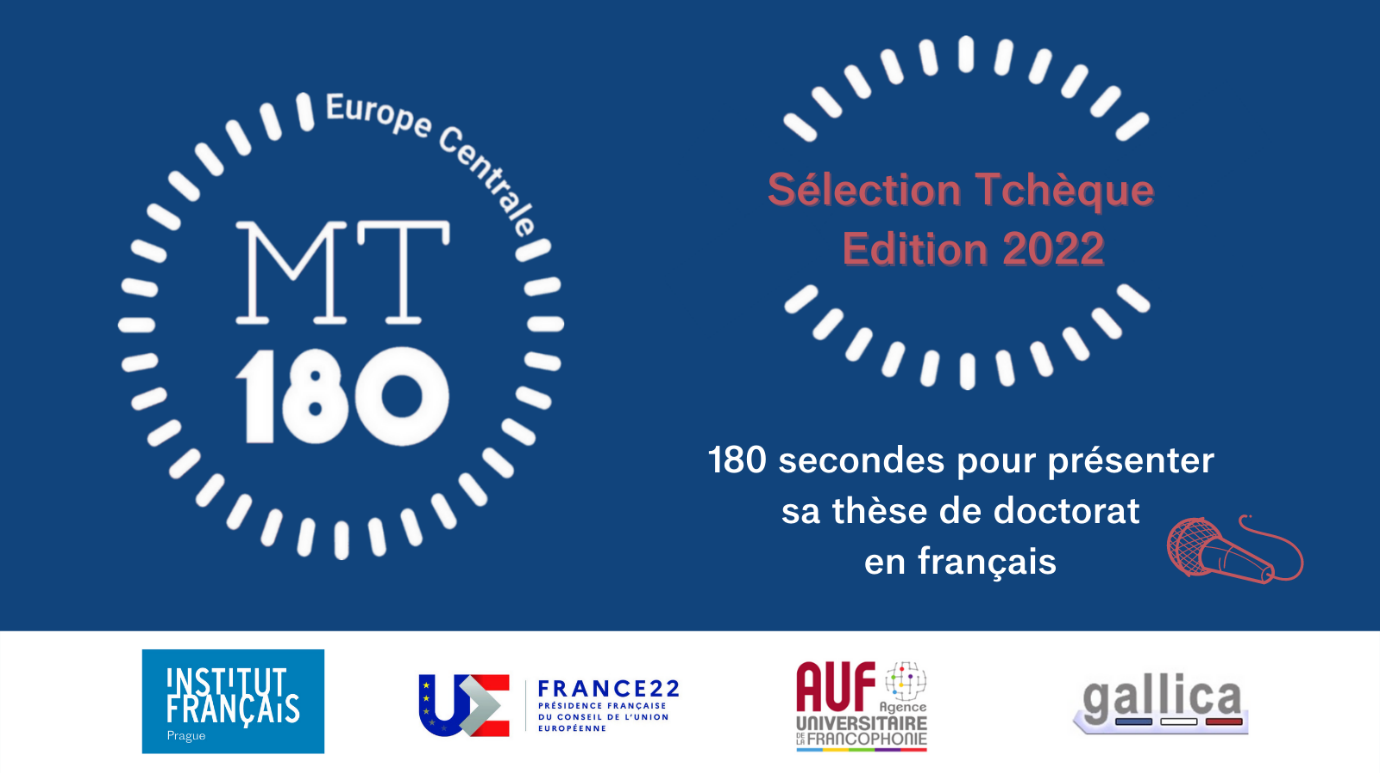 Europe Centrale
MT
180
Sélection Tchèque
Edition 2022
180 secondes pour présenter
sa thèse de doctorat
en français
INSTITUT
FRANÇAIS
Prague
UE
FRANCE22
PRÉSIDENCE FRANÇAISE
DU CONSEIL DE L'UNION
EUROPÉENNE
AUF
Agence
UNIVERSITAIRE
DE LA FRANCOPHONIE
gallica